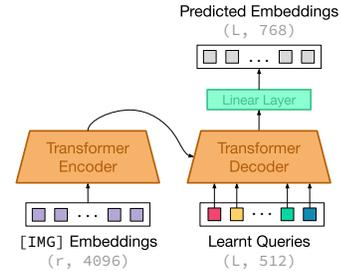 Predicted Embeddings
(L, 768)
...
Linear Layer
Transformer
Encoder
Transformer
Decoder
...
...
[IMG] Embeddings
(r, 4096)
Learnt Queries
(L, 512)